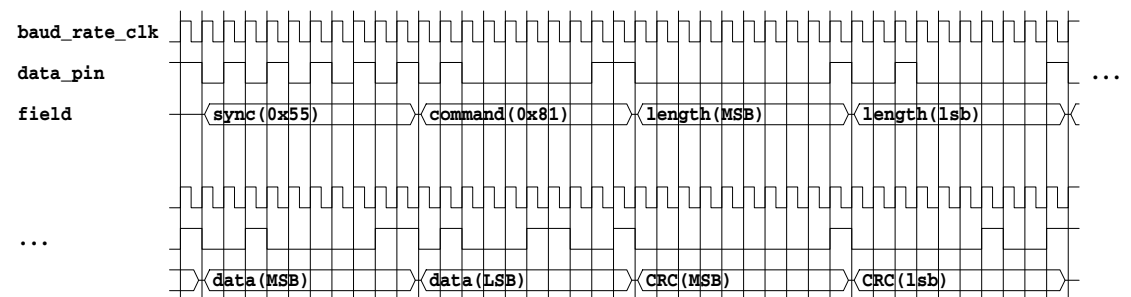 baud_rate_clk
data_pin ...
field sync(0x55) command(0x81) length(MSB) length(lsb)
...
data(MSB) data(LSB) CRC(MSB) CRC(lsb)